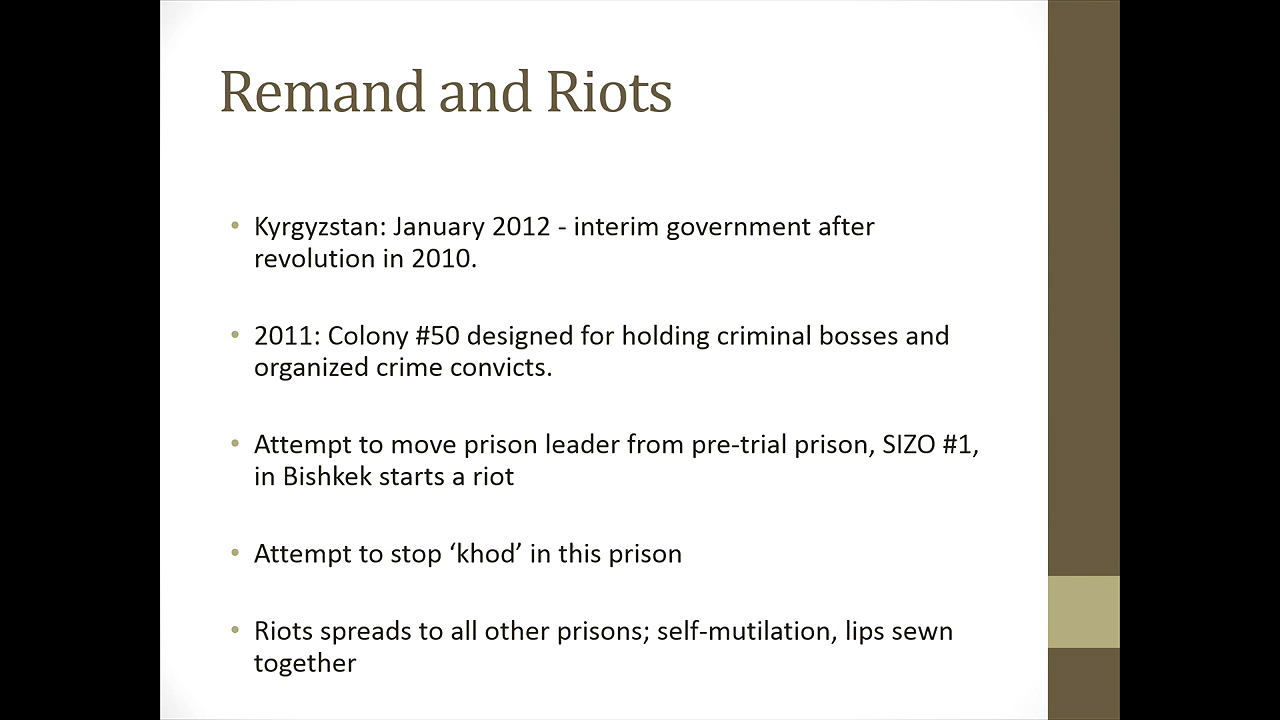 Remand and Riots
• Kyrgyzstan: January 2012 - interim government after
revolution in 2010.
• 2011: Colony #50 designed for holding criminal bosses and
organized crime convicts.
• Attempt to move prison leader from pre-trial prison, SIZO #1,
in Bishkek starts a riot
• Attempt to stop ‘khod’ in this prison
• Riots spreads to all other prisons; self-mutilation, lips sewn
together